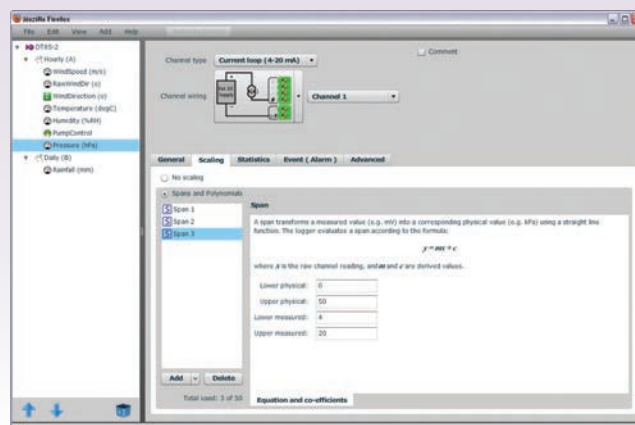 Mozilla Firefox
File Edit View Add Help
DT85-2
Hourly (A)
WindSpeed (m/s)
RawWindDir (o)
WindDirection (o)
Temperature (degC)
Humidity (%RH)
PumpControl
Pressure (hPa)
Daily (B)
Rainfall (mm)
Channel type Current loop (4-20 mA)
Comment
Channel wiring
Channel 1
General Scaling Statistics Event ( Alarm ) Advanced
No scaling
Spans and Polynomials
Span 1
Span 2
Span 3
Add Delete
Total used: 3 of 50
Span
A span transforms a measured value (e.g. mV) into a corresponding physical value (e.g. kPa) using a straight line
function. The logger evaluates a span according to the formula:
y = mx + c
where x is the raw channel reading, and m and c are derived values.
Lower physical: 0
Upper physical: 50
Lower measured: 4
Upper measured: 20
Equation and co-efficients